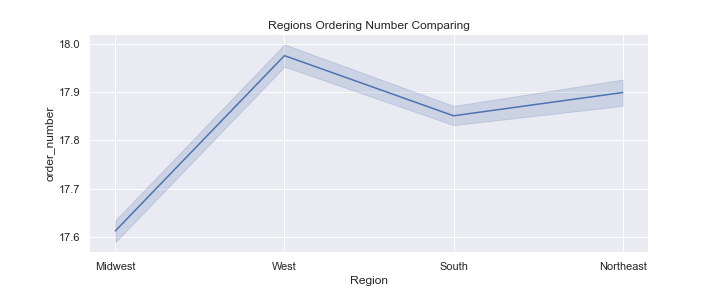 Regions Ordering Number Comparing
18.0
17.9
17.8
17.7
17.6
order_number
Midwest West South Northeast
Region